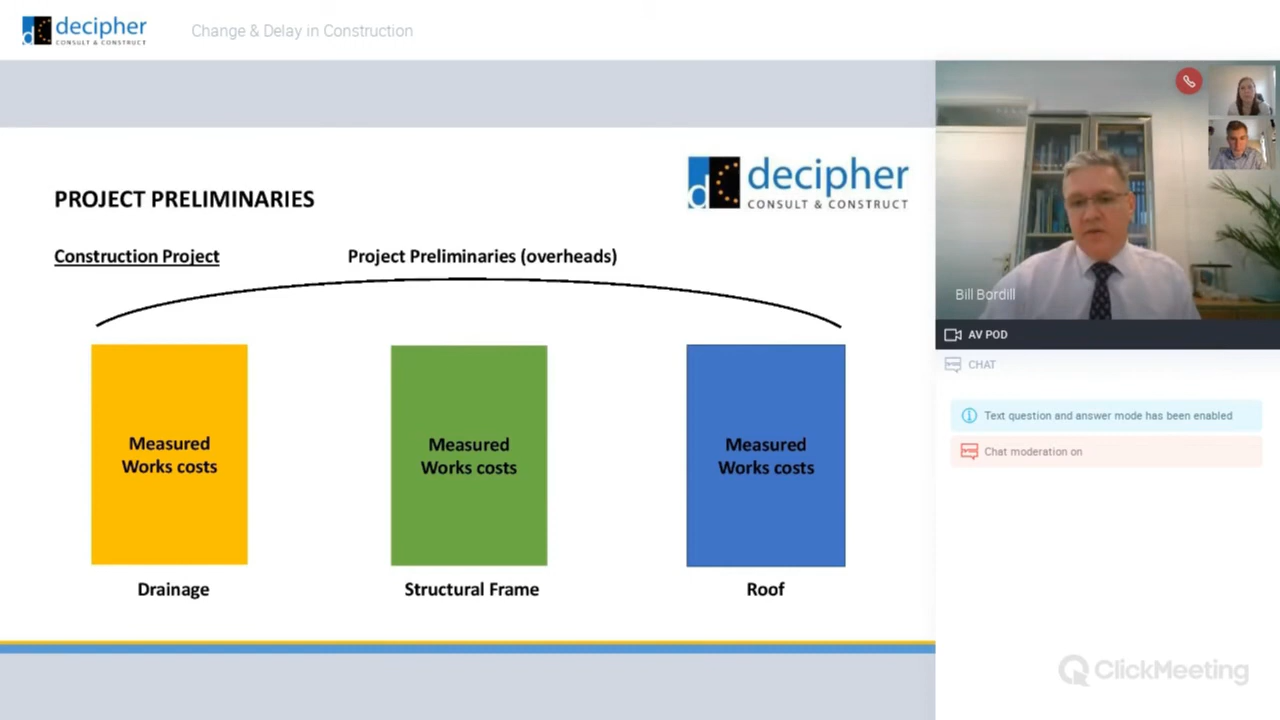 decipher
CONSULT & CONSTRUCT
Change & Delay in Construction
PROJECT PRELIMINARIES
decipher
CONSULT & CONSTRUCT
Construction Project
Project Preliminaries (overheads)
Measured
Works costs
Measured
Works costs
Measured
Works costs
Drainage
Structural Frame
Roof
Bill Bordill
AV POD
CHAT
Text question and answer mode has been enabled
Chat moderation on
ClickMeeting